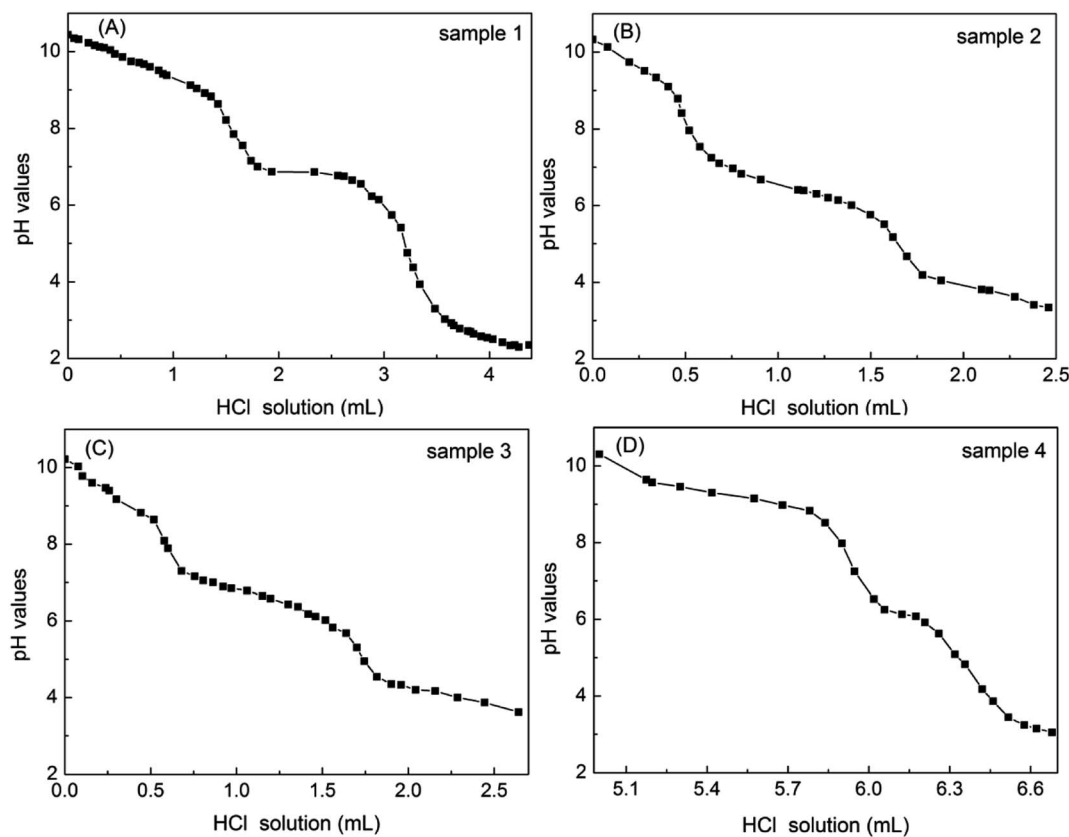 (A)
sample 1
10
8
6
4
2
pH values
0
1
2
3
4
HCl solution (mL)
(B)
sample 2
10
8
6
4
2
pH values
0.0
0.5
1.0
1.5
2.0
2.5
HCl solution (mL)
(C)
sample 3
10
8
6
4
2
pH values
0.0
0.5
1.0
1.5
2.0
2.5
HCl solution (mL)
(D)
sample 4
10
8
6
4
2
pH values
5.1
5.4
5.7
6.0
6.3
6.6
HCl solution (mL)